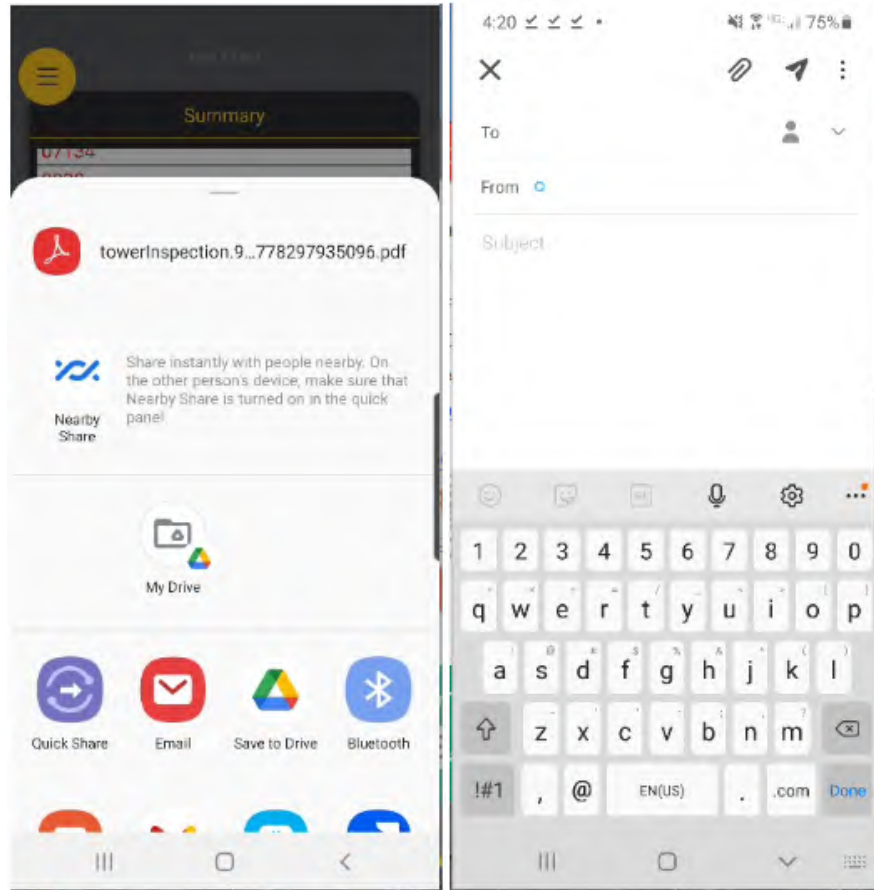 Summary
07134
towerInspection.9...778297935096.pdf
Share instantly with people nearby. On
the other person's device, make sure that
Nearby Share is turned on in the quick
panel
Nearby
Share
My Drive
Quick Share
Email
Save to Drive
Bluetooth
4:20
75%
To
From
Subject
1 2 3 4 5 6 7 8 9 0
q w e r t y u i o p
a s d f g h j k l
z x c v b n m
!#1 , @ EN(US) . .com Done